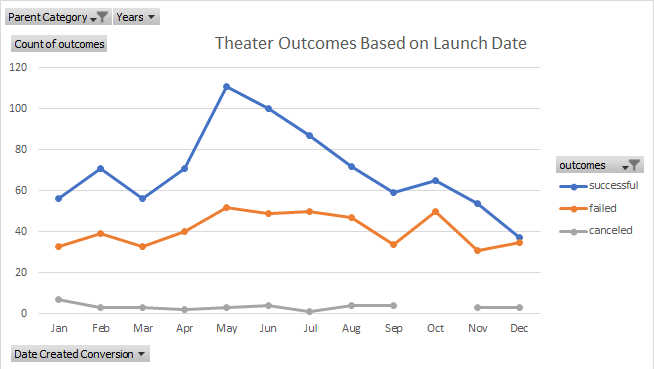 Parent Category Years
Count of outcomes
Theater Outcomes Based on Launch Date
120
100
80
60
40
20
0
Jan Feb Mar Apr May Jun Jul Aug Sep Oct Nov Dec
outcomes
successful
failed
canceled
Date Created Conversion